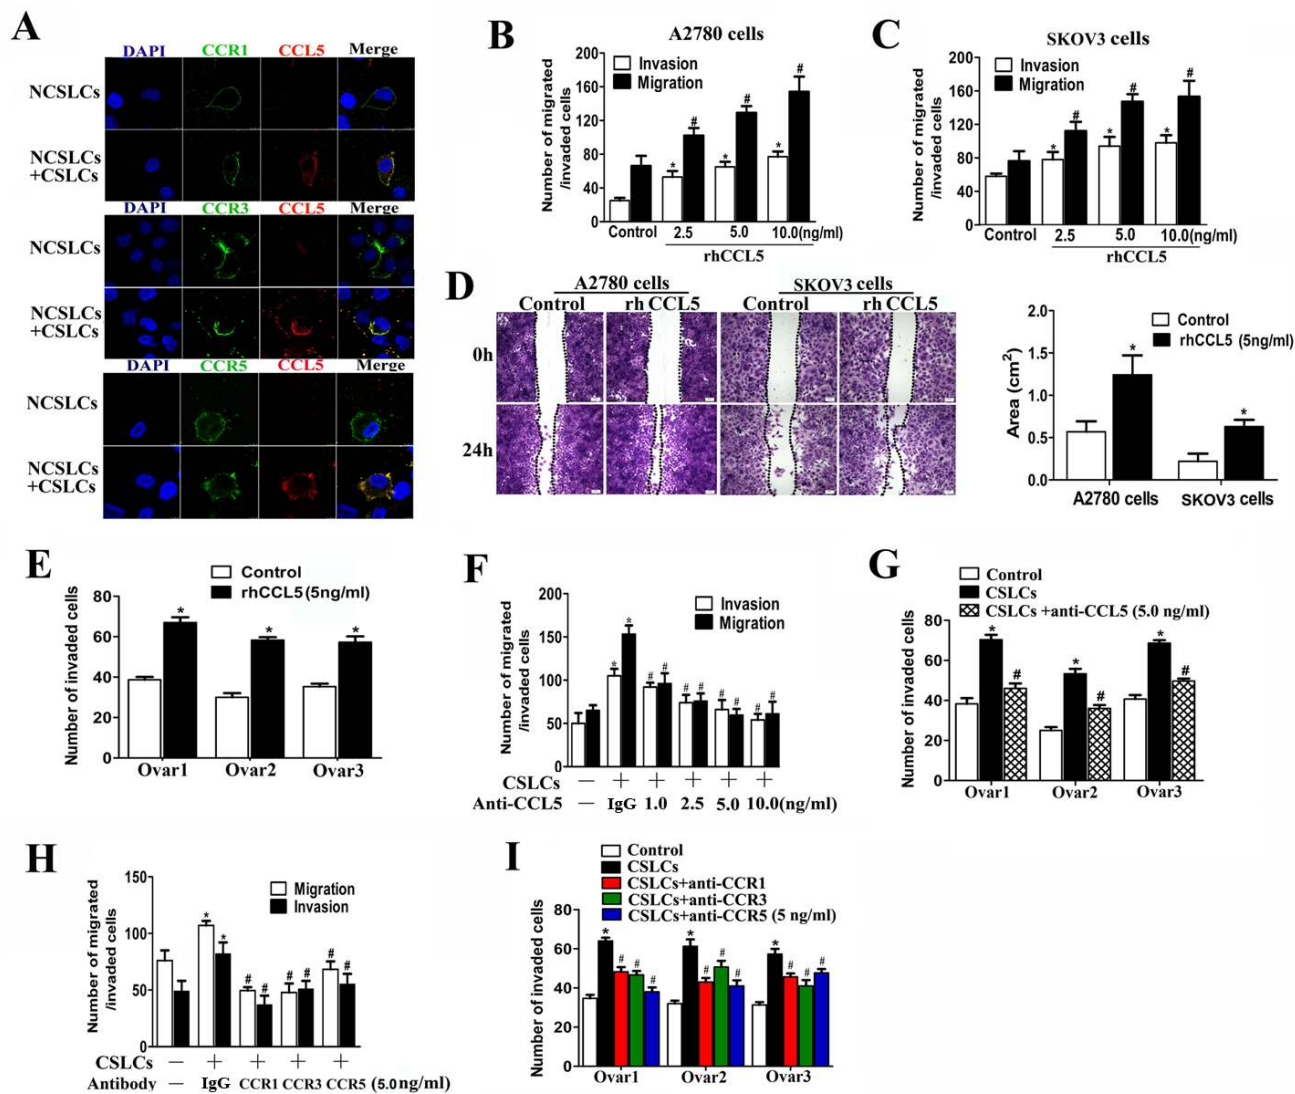 A
DAPI CCR1 CCL5 Merge
NCSLCs
NCSLCs
+CSLCs
DAPI CCR3 CCL5 Merge
NCSLCs
NCSLCs
+CSLCs
DAPI CCR5 CCL5 Merge
NCSLCs
NCSLCs
+CSLCs
B
A2780 cells
Invasion
Migration
Number of migrated
/invaded cells
200
160
120
80
40
0
* # * # * #
Control 2.5 5.0 10.0(ng/ml)
rhCCL5
C
SKOV3 cells
Invasion
Migration
Number of migrated
/invaded cells
200
160
120
80
40
0
* # * # * #
Control 2.5 5.0 10.0(ng/ml)
rhCCL5
D
A2780 cells SKOV3 cells
Control rh CCL5 Control rh CCL5
0h
24h
Control
rhCCL5 (5ng/ml)
Area (cm2)
2.0
1.5
1.0
0.5
0.0
* *
A2780 cells SKOV3 cells
E
Control
rhCCL5 (5ng/ml)
Number of invaded cells
80
60
40
20
0
* * *
Ovar1 Ovar2 Ovar3
F
Invasion
Migration
Number of migrated
/invaded cells
200
150
100
50
0
* * # # # # # # # #
CSLCs — + + + + +
Anti-CCL5 — IgG 1.0 2.5 5.0 10.0(ng/ml)
G
Control
CSLCs
CSLCs +anti-CCL5 (5.0 ng/ml)
Number of invaded cells
80
60
40
20
0
* # * # * #
Ovar1 Ovar2 Ovar3
H
Migration
Invasion
Number of migrated
/invaded cells
150
100
50
0
* * # # # # # #
CSLCs — + + + +
Antibody — IgG CCR1 CCR3 CCR5 (5.0ng/ml)
I
Control
CSLCs
CSLCs+anti-CCR1
CSLCs+anti-CCR3
CSLCs+anti-CCR5 (5 ng/ml)
Number of invaded cells
80
60
40
20
0
* # # # * # # # * # # #
Ovar1 Ovar2 Ovar3